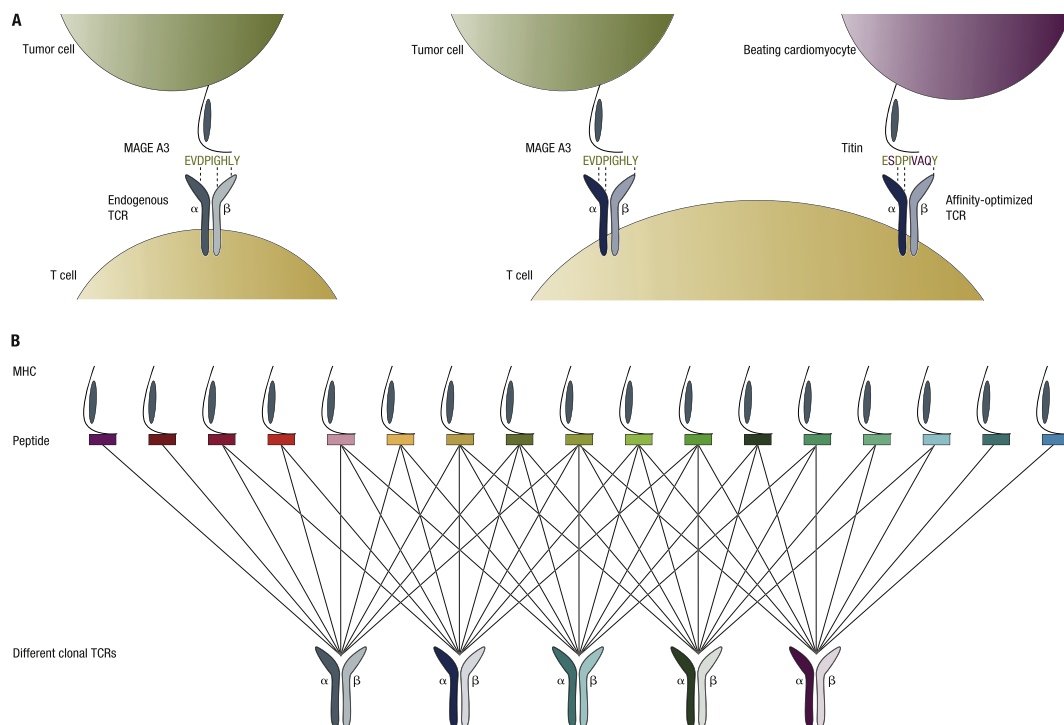 A
Tumor cell
Tumor cell
Beating cardiomyocyte
MAGE A3
MAGE A3
Titin
EVDPIGHLY
EVDPIGHLY
ESDPIVAQY
Endogenous
TCR
α
β
α
β
α
β
Affinity-optimized
TCR
T cell
T cell
B
MHC
Peptide
Different clonal TCRs
α
β
α
β
α
β
α
β
α
β